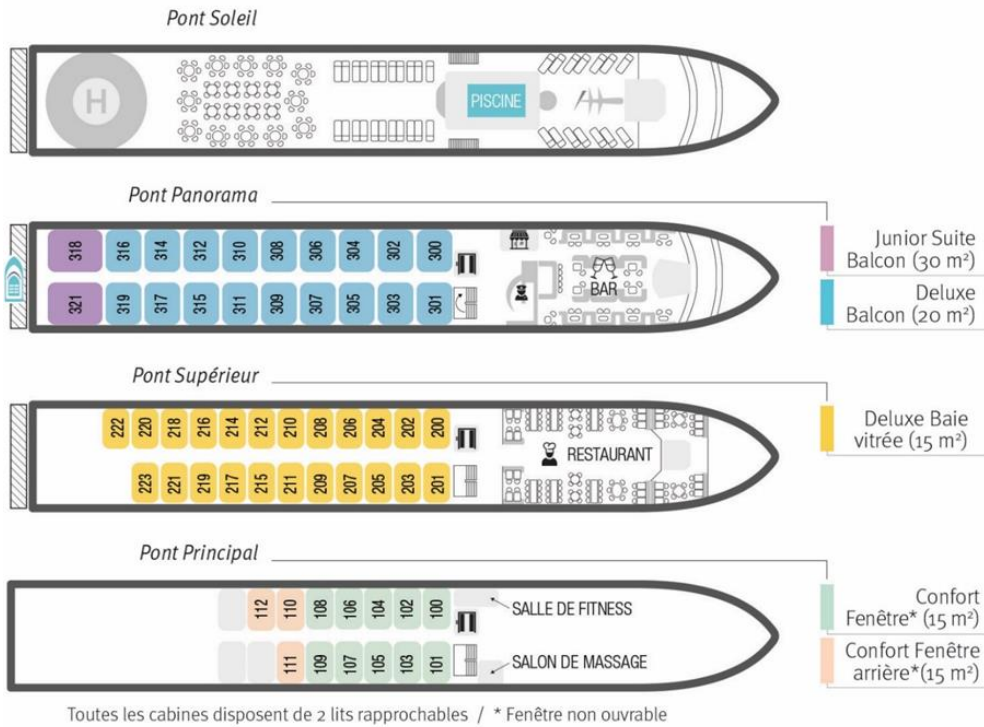 Pont Soleil
H
PISCINE
Pont Panorama
318 316 314 312 310 308 306 304 302 300
BAR
321 319 317 315 311 309 307 305 303 301
Junior Suite
Balcon (30 m²)
Deluxe
Balcon (20 m²)
Pont Supérieur
222 220 218 216 214 212 210 208 206 204 202 200
RESTAURANT
223 221 219 217 215 211 209 207 205 203 201
Deluxe Baie
vitrée (15 m²)
Pont Principal
112 110 108 106 104 102 100
SALLE DE FITNESS
111 109 107 105 103 101
SALON DE MASSAGE
Confort
Fenêtre* (15 m²)
Confort Fenêtre
arrière*(15 m²)
Toutes les cabines disposent de 2 lits rapprochables / * Fenêtre non ouvrable